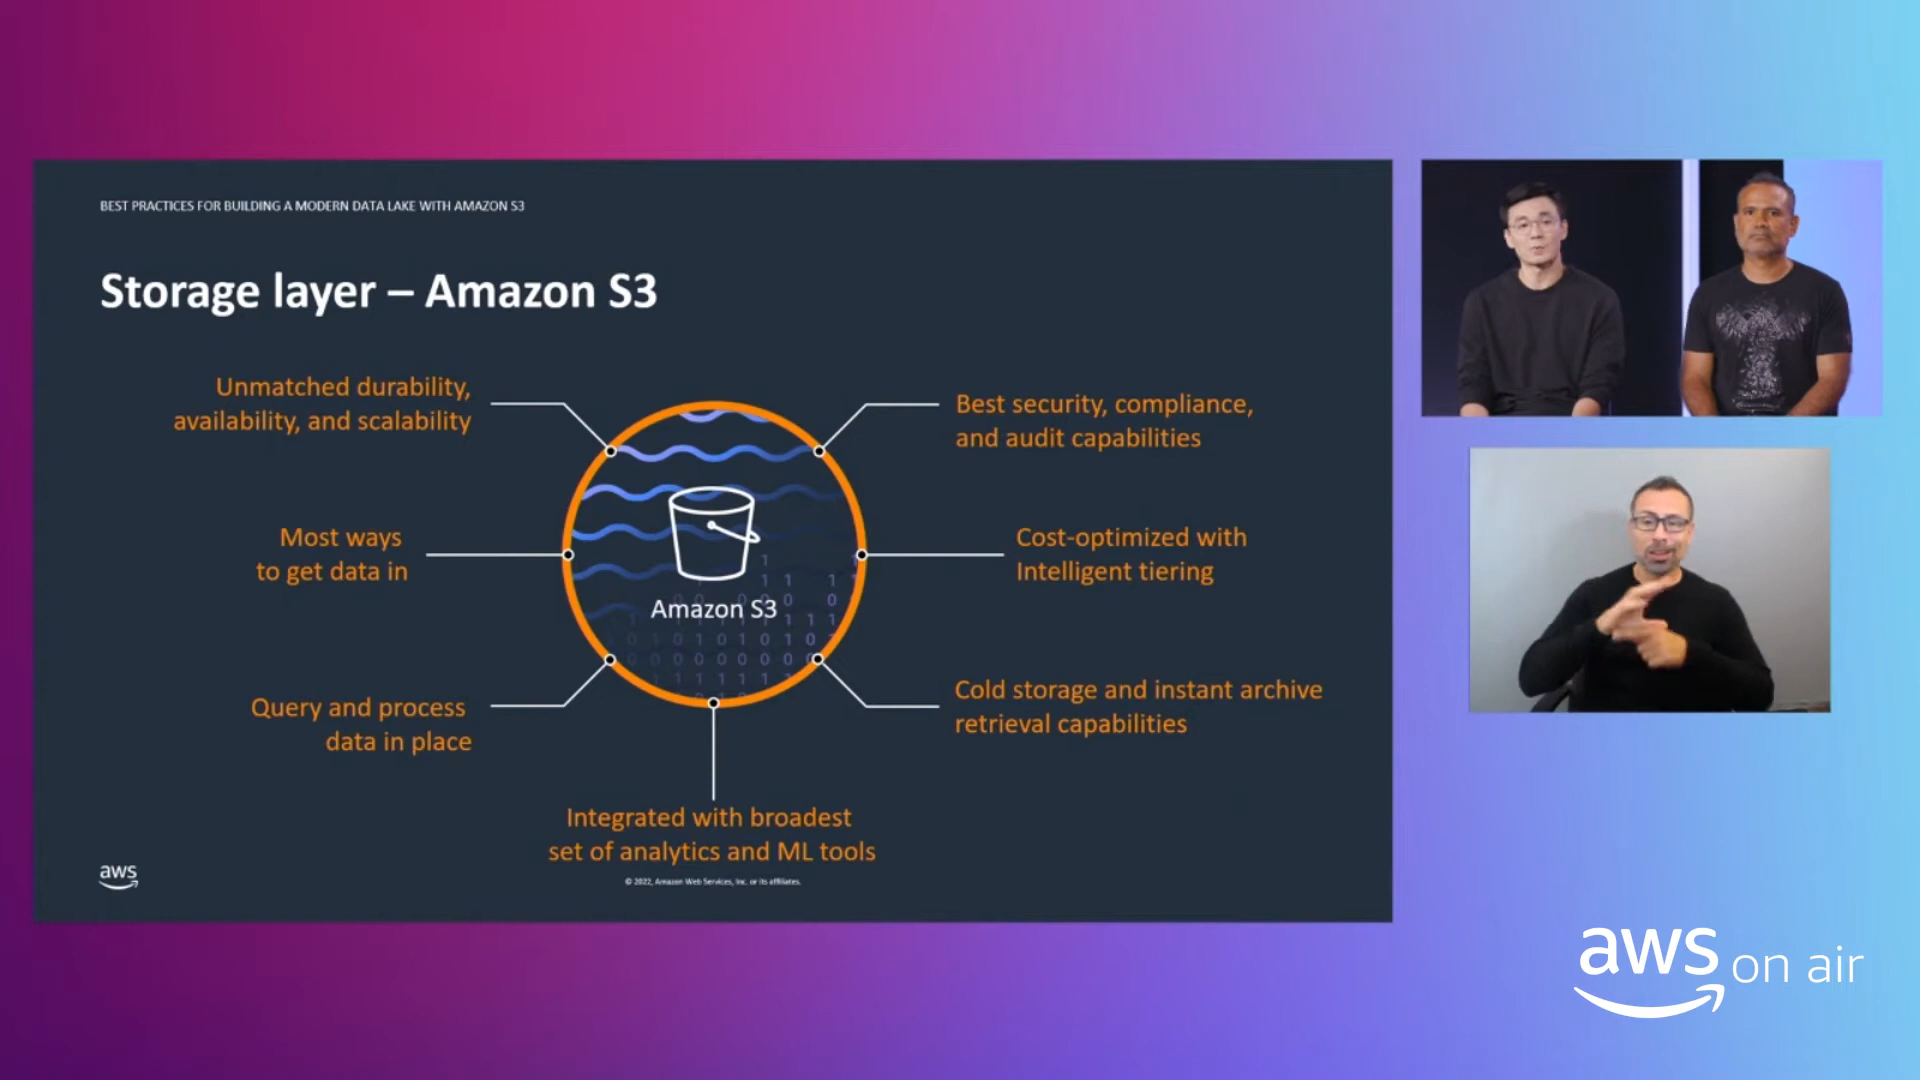 BEST PRACTICES FOR BUILDING A MODERN DATA LAKE WITH AMAZON S3
Storage layer – Amazon S3
Unmatched durability,
availability, and scalability
Best security, compliance,
and audit capabilities
Most ways
to get data in
Cost-optimized with
Intelligent tiering
Amazon S3
Query and process
data in place
Cold storage and instant archive
retrieval capabilities
Integrated with broadest
set of analytics and ML tools
aws
© 2022, Amazon Web Services, Inc. or its affiliates.
aws on air